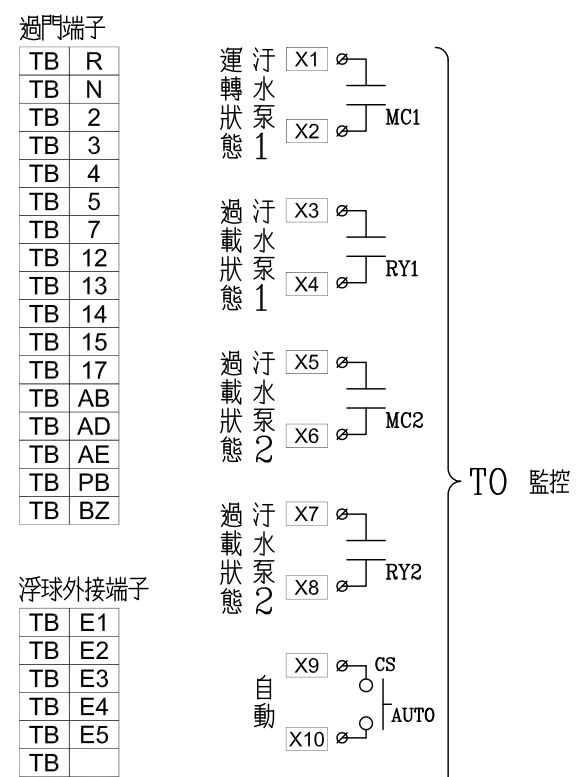 過門端子
TB R
TB N
TB 2
TB 3
TB 4
TB 5
TB 7
TB 12
TB 13
TB 14
TB 15
TB 17
TB AB
TB AD
TB AE
TB PB
TB BZ
浮球外接端子
TB E1
TB E2
TB E3
TB E4
TB E5
TB
汙水泵1
運轉狀態
X1
X2
MC1
汙水泵1
過載狀態
X3
X4
RY1
汙水泵2
過載狀態
X5
X6
MC2
汙水泵2
過載狀態
X7
X8
RY2
自動
X9
CS
AUTO
X10
TO 監控